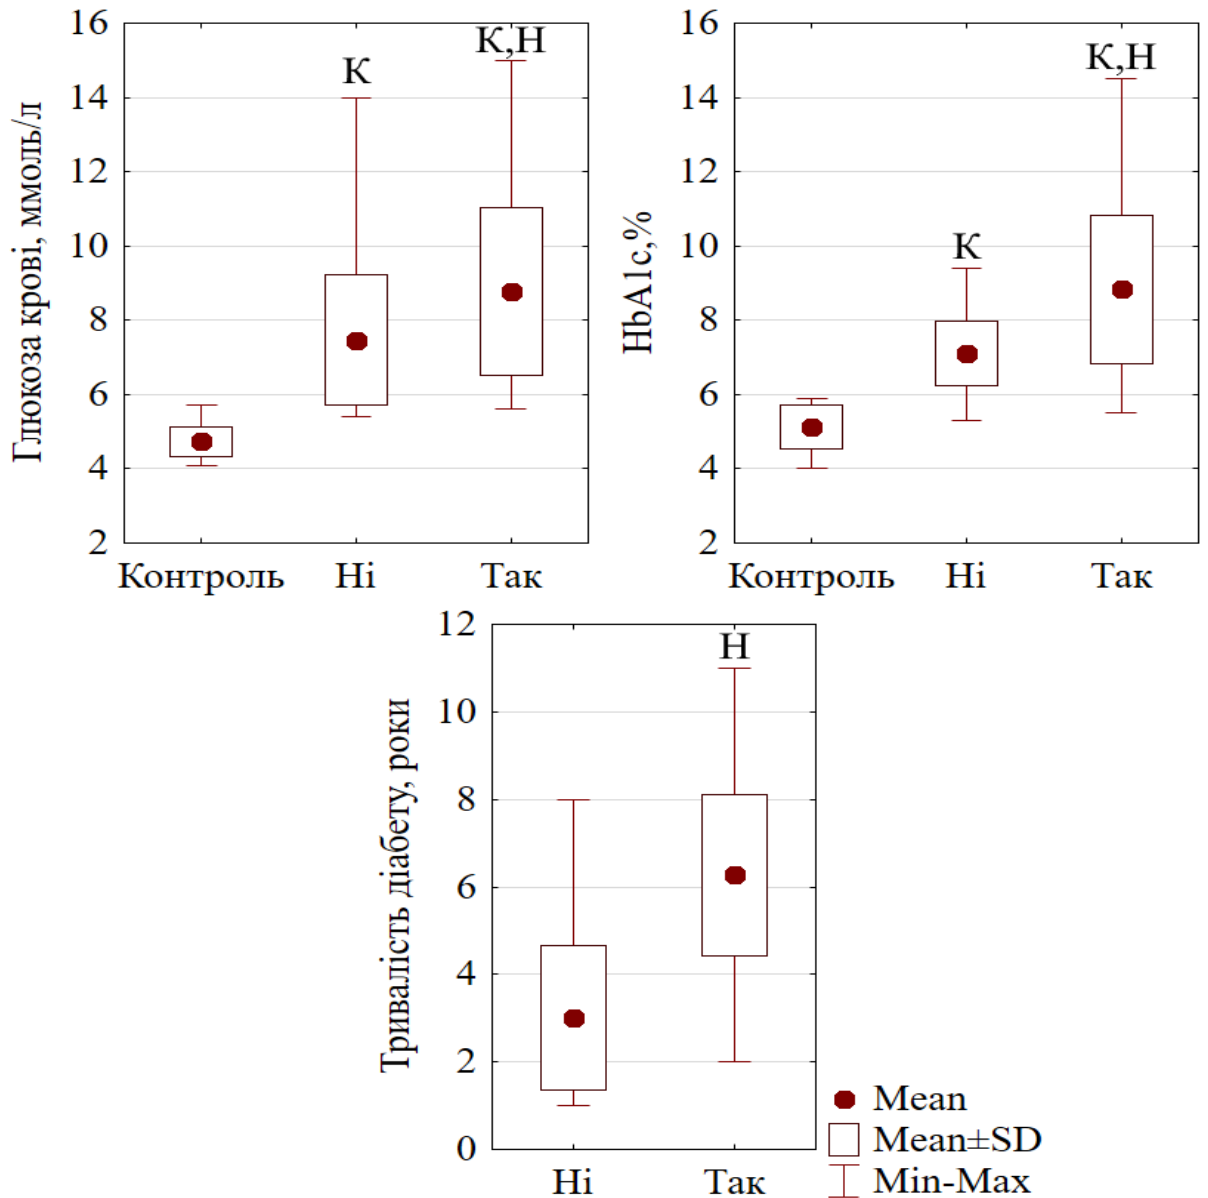 Глюкоза крові, ммоль/л
16
14
12
10
8
6
4
2
К
К,Н
Контроль
Ні
Так
HbA1c,%
16
14
12
10
8
6
4
2
К
К,Н
Контроль
Ні
Так
Тривалість діабету, роки
12
10
8
6
4
2
0
Н
Ні
Так
Mean
Mean±SD
Min-Max